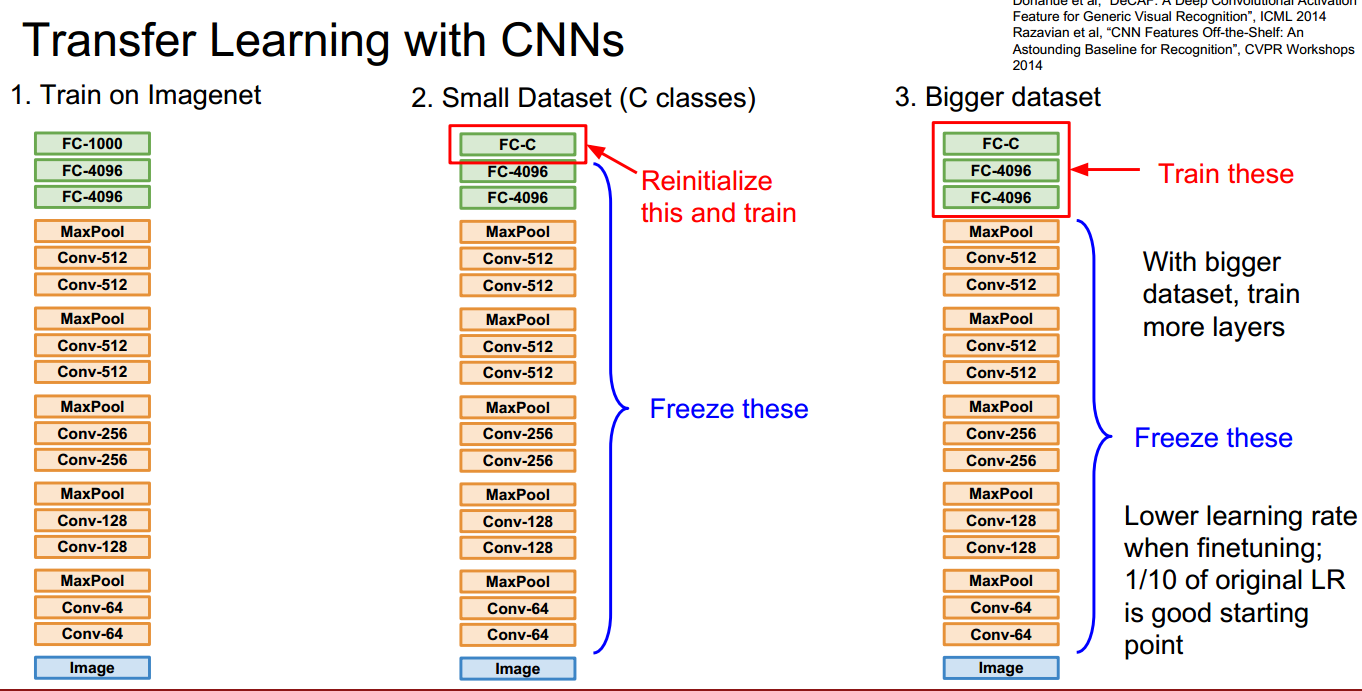 Donahue et al, "DeCAF: A Deep Convolutional Activation
Feature for Generic Visual Recognition", ICML 2014
Razavian et al, "CNN Features Off-the-Shelf: An
Astounding Baseline for Recognition", CVPR Workshops
2014
Transfer Learning with CNNs
1. Train on Imagenet
FC-1000
FC-4096
FC-4096
MaxPool
Conv-512
Conv-512
MaxPool
Conv-512
Conv-512
MaxPool
Conv-256
Conv-256
MaxPool
Conv-128
Conv-128
MaxPool
Conv-64
Conv-64
Image
2. Small Dataset (C classes)
FC-C
FC-4096
FC-4096
MaxPool
Conv-512
Conv-512
MaxPool
Conv-512
Conv-512
MaxPool
Conv-256
Conv-256
MaxPool
Conv-128
Conv-128
MaxPool
Conv-64
Conv-64
Image
Reinitialize
this and train
Freeze these
3. Bigger dataset
FC-C
FC-4096
FC-4096
MaxPool
Conv-512
Conv-512
MaxPool
Conv-512
Conv-512
MaxPool
Conv-256
Conv-256
MaxPool
Conv-128
Conv-128
MaxPool
Conv-64
Conv-64
Image
Train these
With bigger
dataset, train
more layers
Freeze these
Lower learning rate
when finetuning;
1/10 of original LR
is good starting
point